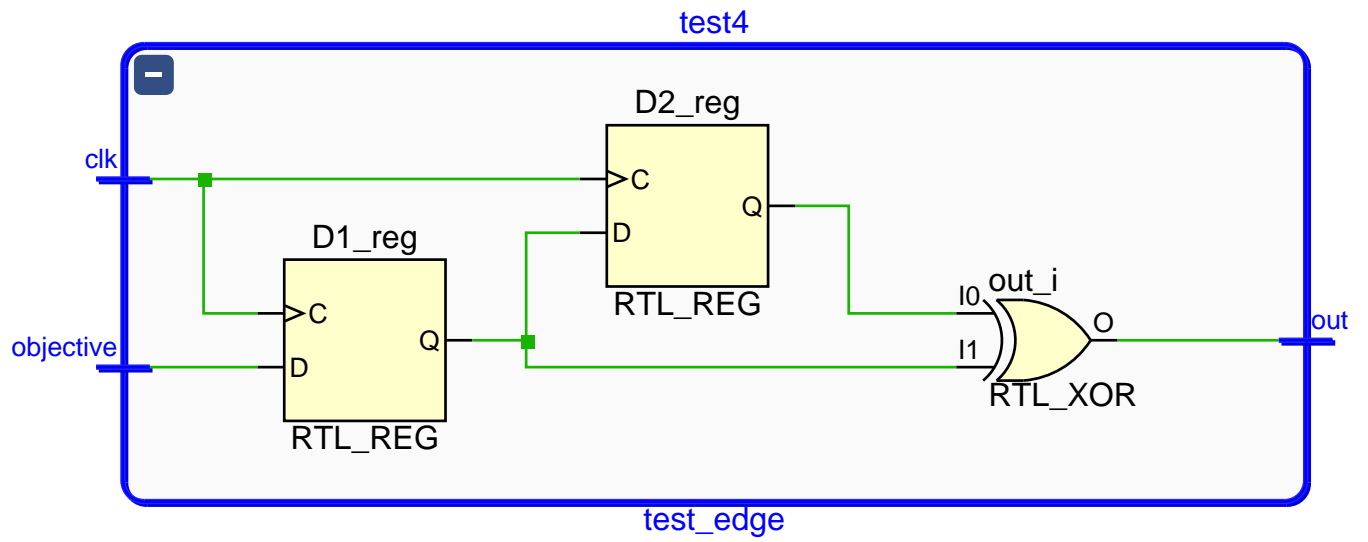 test4
D2_reg
clk
C
Q
D
D1_reg
RTL_REG
out_i
I0
C
O
out
Q
objective
I1
D
RTL_XOR
RTL_REG
test_edge